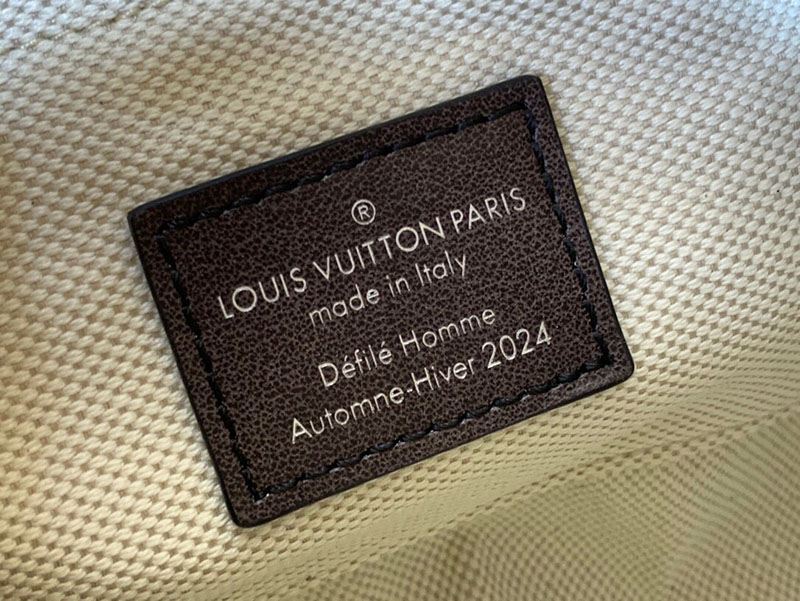 ®
LOUIS VUITTON PARIS
made in Italy
Défilé Homme
Automne-Hiver 2024